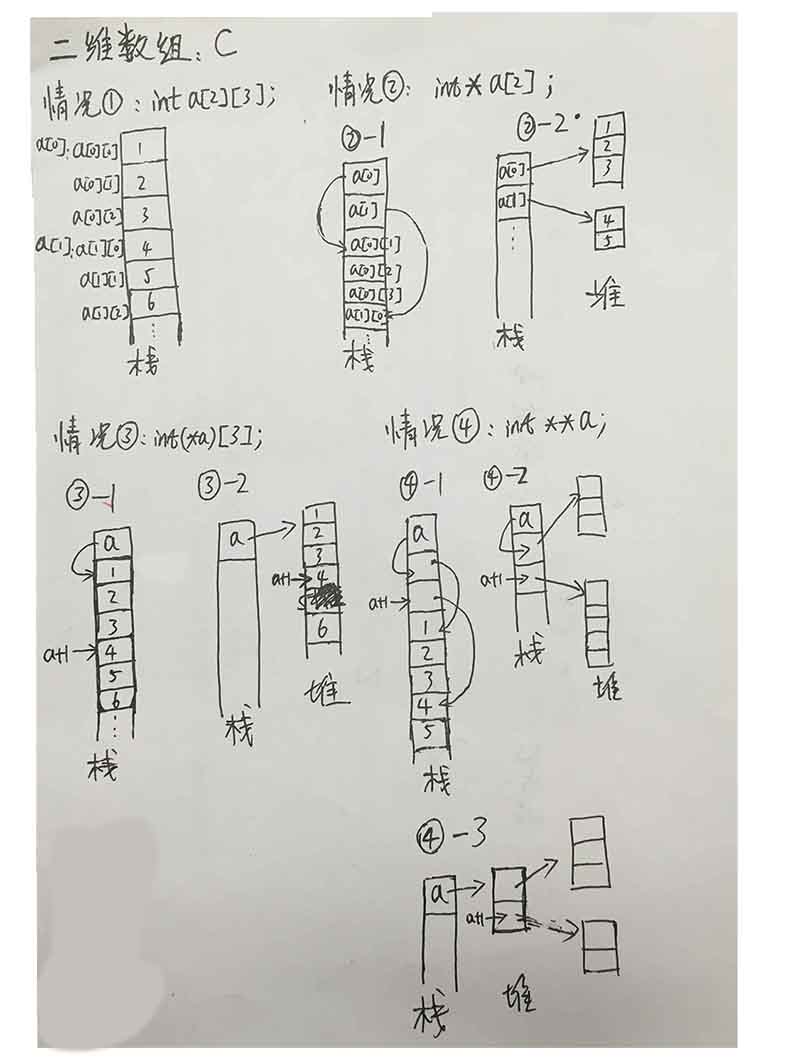 二维数组：C
情况①：int a[2][3];
a[0]:a[0][0] 1
a[0][1] 2
a[0][2] 3
a[1]:a[1][0] 4
a[1][1] 5
a[1][2] 6
⋮
栈
情况②： int* a[2];
②-1
a[0]
a[1]
a[0][1]
a[0][2]
a[0][3]
a[1][0]
⋮
栈
②-2
a[0]
a[1]
⋮
栈
1
2
3
4
5
堆
情况③：int(*a)[3];
③-1
a
1
2
3
a+1 4
5
6
⋮
栈
③-2
a
栈
1
2
3
a+1 4
5
6
堆
情况④：int **a;
④-1
a
a+1
1
2
3
4
5
栈
④-2
a
a+1
栈
堆
④-3
a
a+1
栈
堆